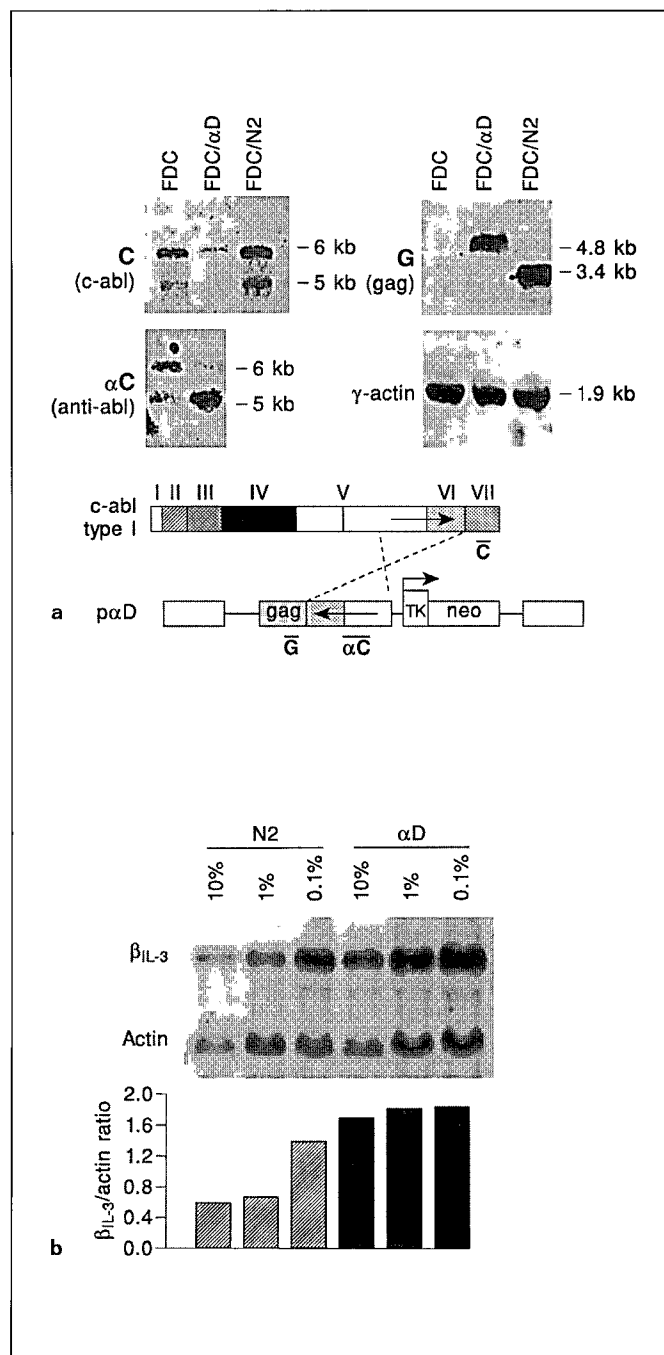 FDC FDC/αD FDC/N2
C (c-abl)
– 6 kb
– 5 kb
FDC FDC/αD FDC/N2
G (gag)
– 4.8 kb
– 3.4 kb
αC (anti-abl)
– 6 kb
– 5 kb
γ-actin
– 1.9 kb
I II III IV V VI VII
c-abl type I
C
a pαD
gag TK neo
G αC
N2 αD
10% 1% 0.1% 10% 1% 0.1%
βIL-3
Actin
βIL-3/actin ratio
2.0
1.6
1.2
0.8
0.4
0.0
b